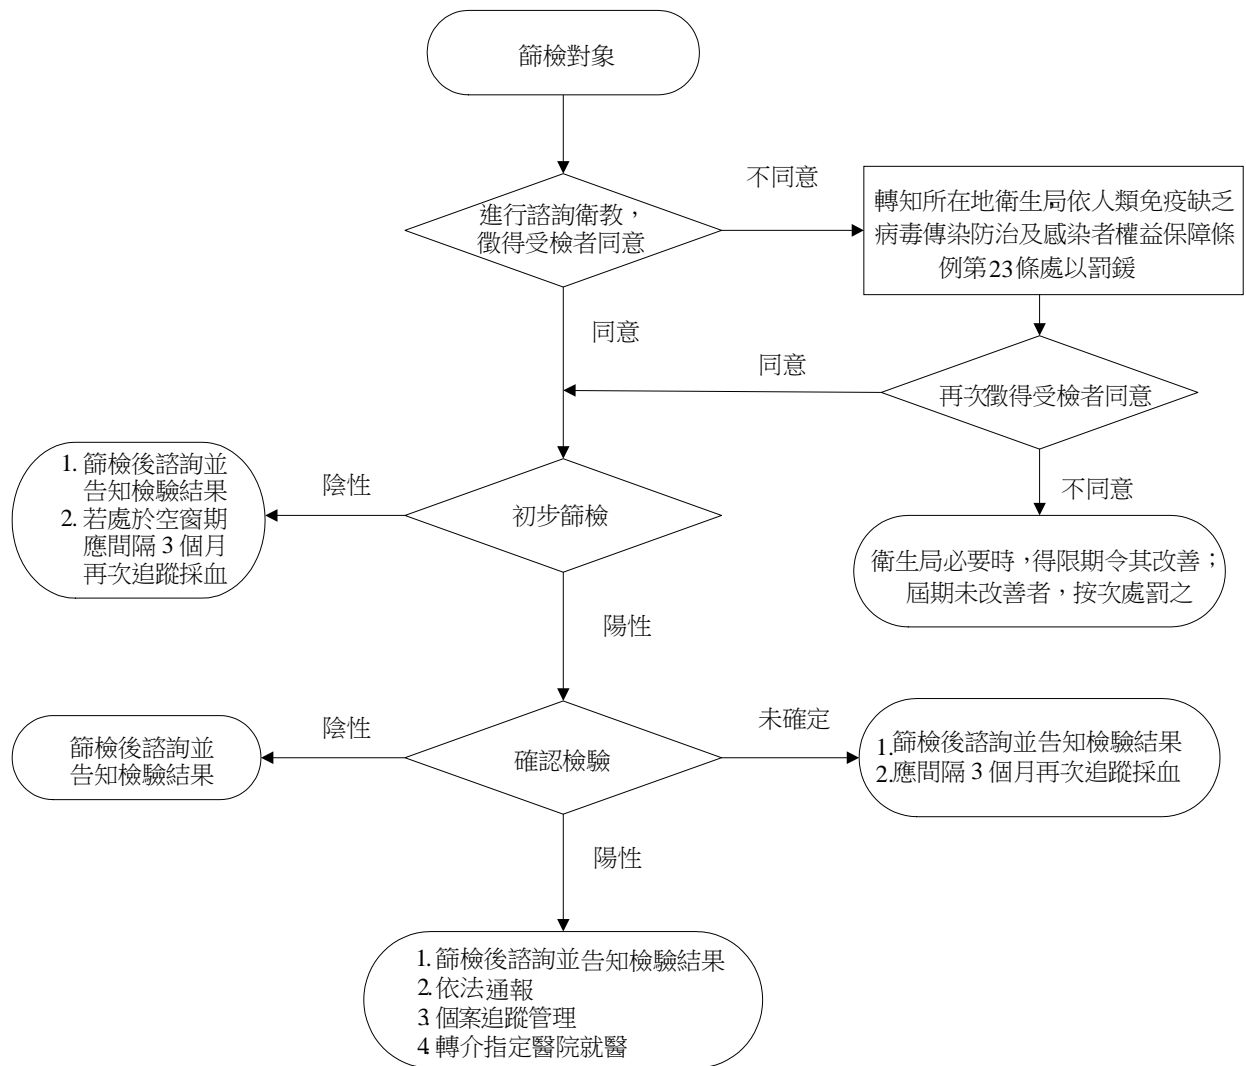 篩檢對象
進行諮詢衛教，
徵得受檢者同意
不同意
轉知所在地衛生局依人類免疫缺乏
病毒傳染防治及感染者權益保障條
例第23條處以罰鍰
同意
同意
再次徵得受檢者同意
不同意
衛生局必要時，得限期令其改善；
屆期未改善者，按次處罰之
1. 篩檢後諮詢並
告知檢驗結果
2. 若處於空窗期
應間隔 3 個月
再次追蹤採血
陰性
初步篩檢
陽性
篩檢後諮詢並
告知檢驗結果
陰性
確認檢驗
未確定
1.篩檢後諮詢並告知檢驗結果
2.應間隔 3 個月再次追蹤採血
陽性
1. 篩檢後諮詢並告知檢驗結果
2. 依法通報
3 個案追蹤管理
4 轉介指定醫院就醫